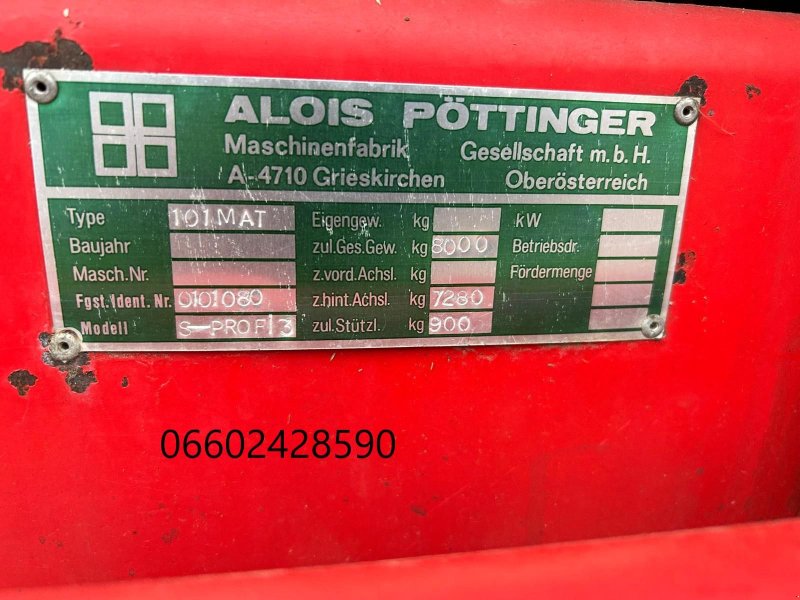 ALOIS PÖTTINGER
Maschinenfabrik Gesellschaft m.b.H.
A-4710 Grieskirchen Oberösterreich
Type 101MAT Eigengew. kg kW
Baujahr zul.Ges.Gew. kg 8000 Betriebsdr.
Masch.Nr. z.vord.Achsl. kg Fördermenge
Fgst.Ident. Nr. 0101080 z.hint.Achsl. kg 7280
Modell S-PROFI3 zul.Stützl. kg 900
06602428590